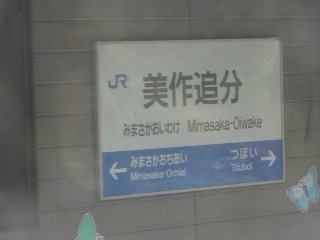 JR 美作追分
みまさかおいわけ Mimasaka-Oiwake
みまさかおちあい つぼい
Mimasaka-Ochiai Tsuboi